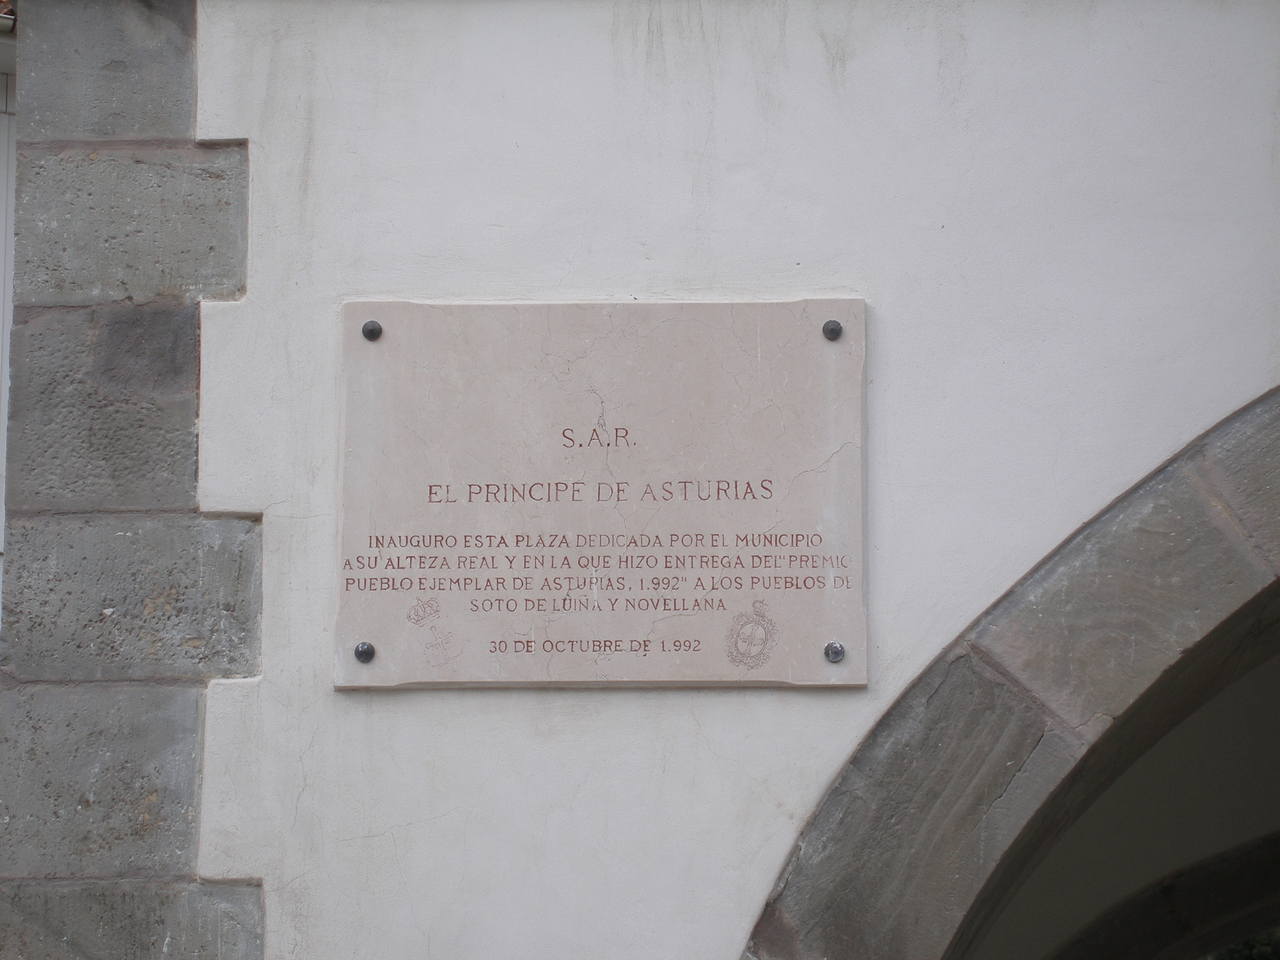 S.A.R.
EL PRINCIPE DE ASTURIAS
INAUGURO ESTA PLAZA DEDICADA POR EL MUNICIPIO
A SU ALTEZA REAL Y EN LA QUE HIZO ENTREGA DEL "PREMIO
PUEBLO EJEMPLAR DE ASTURIAS, 1.992" A LOS PUEBLOS DE
SOTO DE LUIÑA Y NOVELLANA
30 DE OCTUBRE DE 1.992